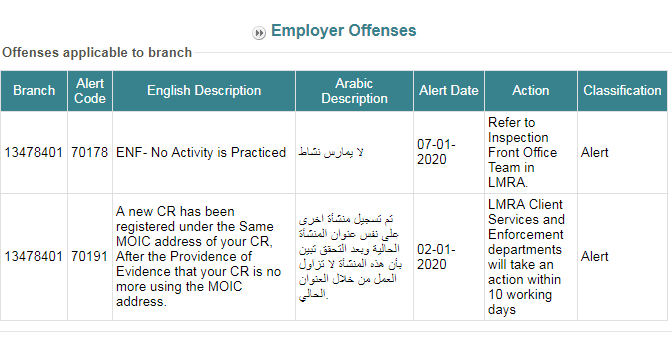 Employer Offenses
Offenses applicable to branch
Branch
Alert
Code
English Description
Arabic
Description
Alert Date
Action
Classification
13478401
70178
ENF- No Activity is Practiced
لا يمارس نشاط
07-01-
2020
Refer to
Inspection
Front Office
Team in
LMRA.
Alert
13478401
70191
A new CR has been
registered under the Same
MOIC address of your CR,
After the Providence of
Evidence that your CR is no
more using the MOIC
address.
تم تسجيل منشأة اخرى
على نفس عنوان المنشأة
الحالية وبعد التحقق تبين
بأن هذه المنشأة لا تزاول
العمل من خلال العنوان
الحالي.
02-01-
2020
LMRA Client
Services and
Enforcement
departments
will take an
action within
10 working
days
Alert